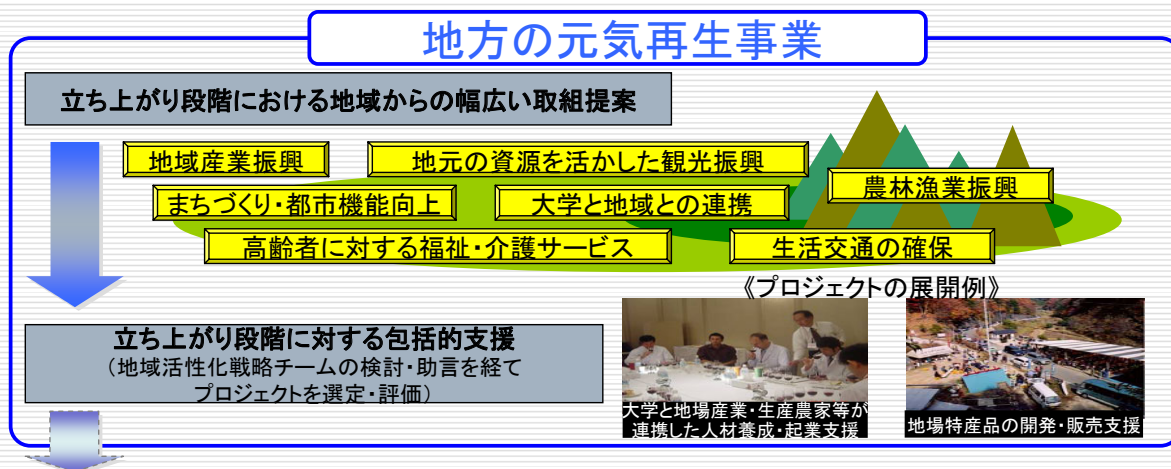 地方の元気再生事業
立ち上がり段階における地域からの幅広い取組提案
地域産業振興
地元の資源を活かした観光振興
農林漁業振興
まちづくり・都市機能向上
大学と地域との連携
高齢者に対する福祉・介護サービス
生活交通の確保
《プロジェクトの展開例》
立ち上がり段階に対する包括的支援
(地域活性化戦略チームの検討・助言を経て
プロジェクトを選定・評価)
大学と地場産業・生産農家等が
連携した人材養成・起業支援
地場特産品の開発・販売支援